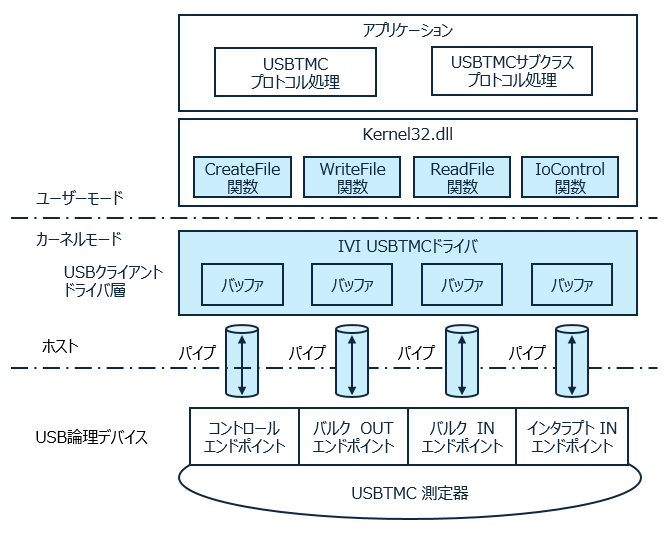 アプリケーション
USBTMC
プロトコル処理
USBTMCサブクラス
プロトコル処理
Kernel32.dll
CreateFile
関数
WriteFile
関数
ReadFile
関数
IoControl
関数
ユーザーモード
カーネルモード
IVI USBTMCドライバ
USBクライアント
ドライバ層
バッファ
バッファ
バッファ
バッファ
ホスト
パイプ
パイプ
パイプ
パイプ
USB論理デバイス
コントロール
エンドポイント
バルク OUT
エンドポイント
バルク IN
エンドポイント
インタラプト IN
エンドポイント
USBTMC 測定器